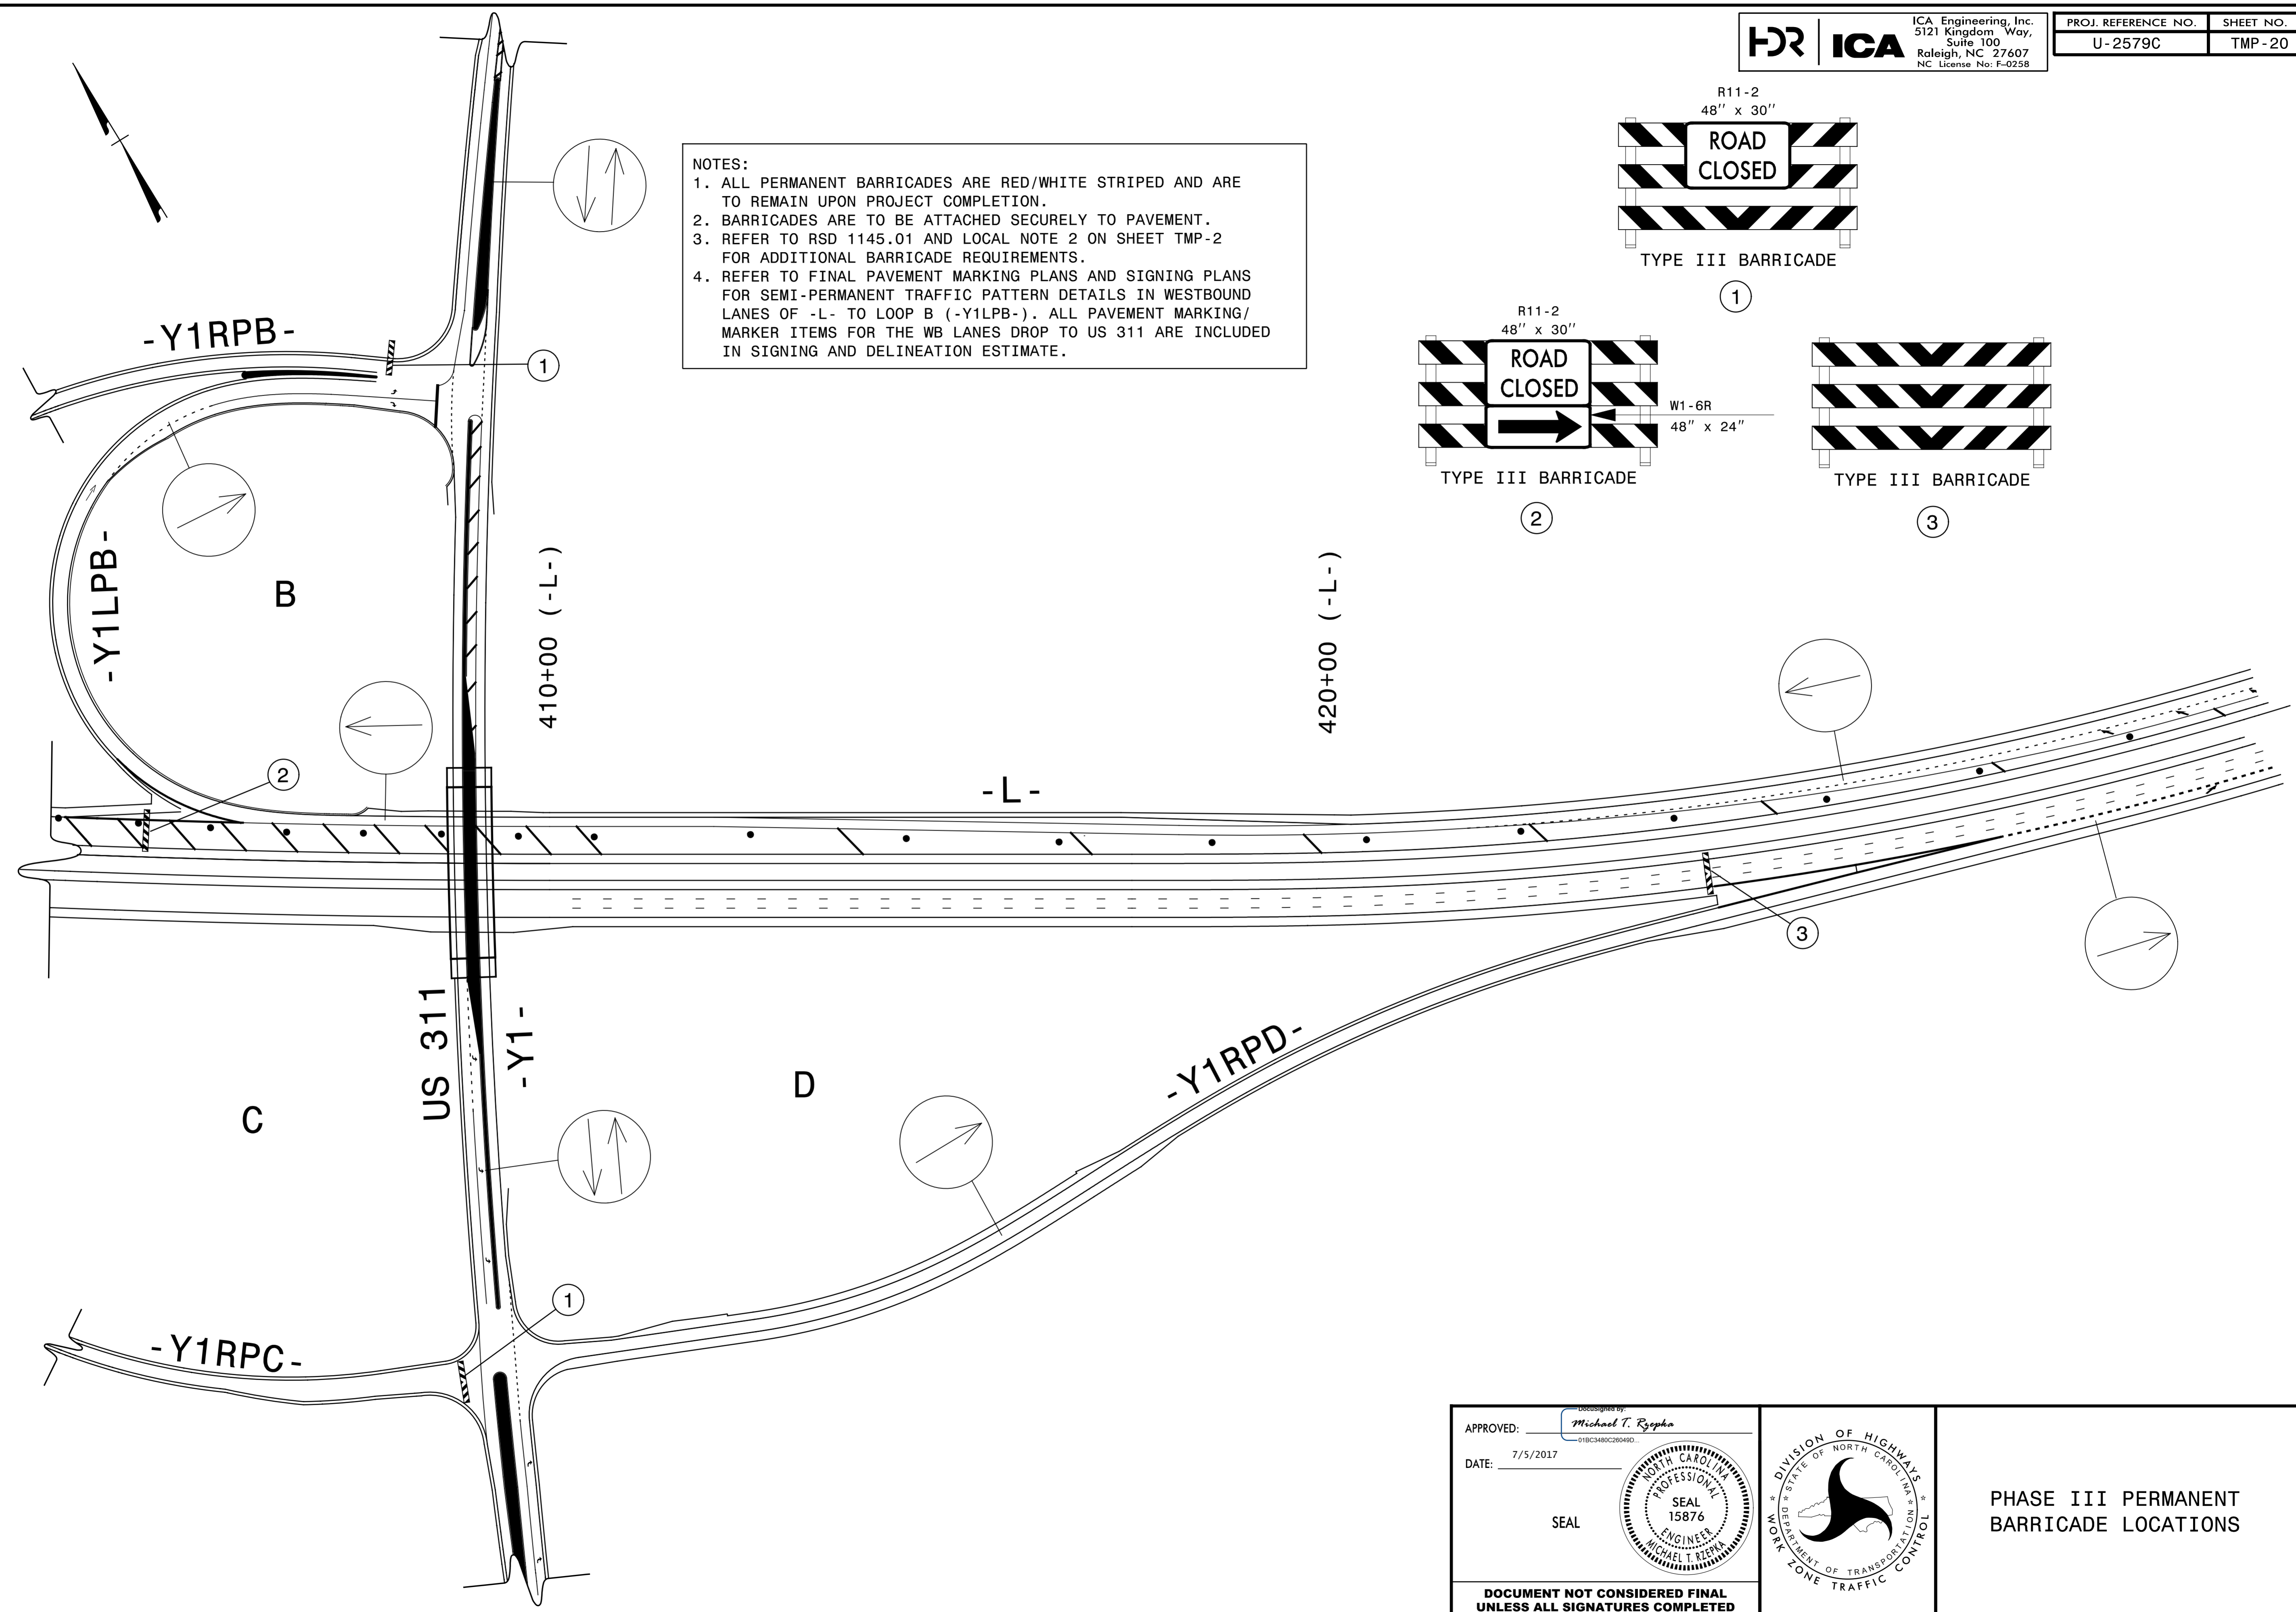 HDR
ICA
ICA Engineering, Inc.
5121 Kingdom Way,
Suite 100
Raleigh, NC 27607
NC License No: F-0258
PROJ. REFERENCE NO.
SHEET NO.
U-2579C
TMP-20
NOTES:
1. ALL PERMANENT BARRICADES ARE RED/WHITE STRIPED AND ARE
TO REMAIN UPON PROJECT COMPLETION.
2. BARRICADES ARE TO BE ATTACHED SECURELY TO PAVEMENT.
3. REFER TO RSD 1145.01 AND LOCAL NOTE 2 ON SHEET TMP-2
FOR ADDITIONAL BARRICADE REQUIREMENTS.
4. REFER TO FINAL PAVEMENT MARKING PLANS AND SIGNING PLANS
FOR SEMI-PERMANENT TRAFFIC PATTERN DETAILS IN WESTBOUND
LANES OF -L- TO LOOP B (-Y1LPB-). ALL PAVEMENT MARKING/
MARKER ITEMS FOR THE WB LANES DROP TO US 311 ARE INCLUDED
IN SIGNING AND DELINEATION ESTIMATE.
R11-2
48'' x 30''
ROAD
CLOSED
TYPE III BARRICADE
1
R11-2
48'' x 30''
ROAD
CLOSED
W1-6R
48" x 24"
TYPE III BARRICADE
2
TYPE III BARRICADE
3
-Y1RPB-
1
-Y1LPB-
B
410+00 (-L-)
420+00 (-L-)
2
-L-
3
US 311
-Y1-
C
D
-Y1RPD-
1
-Y1RPC-
APPROVED:
DocuSigned by:
Michael T. Rzepka
01BC3480C26049D...
DATE: 7/5/2017
SEAL
NORTH CAROLINA
PROFESSIONAL
SEAL
15876
ENGINEER
MICHAEL T. RZEPKA
DOCUMENT NOT CONSIDERED FINAL
UNLESS ALL SIGNATURES COMPLETED
DIVISION OF HIGHWAYS
STATE OF NORTH CAROLINA
DEPARTMENT OF TRANSPORTATION
WORK ZONE TRAFFIC CONTROL
PHASE III PERMANENT
BARRICADE LOCATIONS